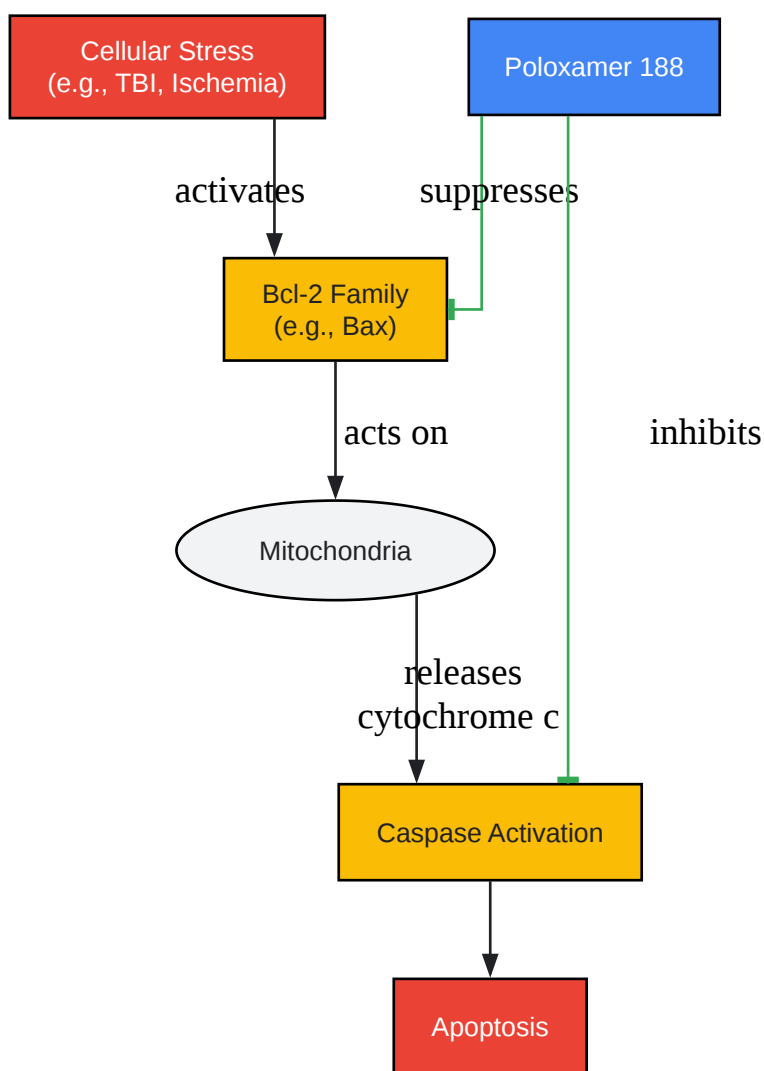 Cellular Stress
(e.g., TBI, Ischemia)
Poloxamer 188
activates
suppresses
Bcl-2 Family
(e.g., Bax)
acts on
inhibits
Mitochondria
releases
cytochrome c
Caspase Activation
Apoptosis